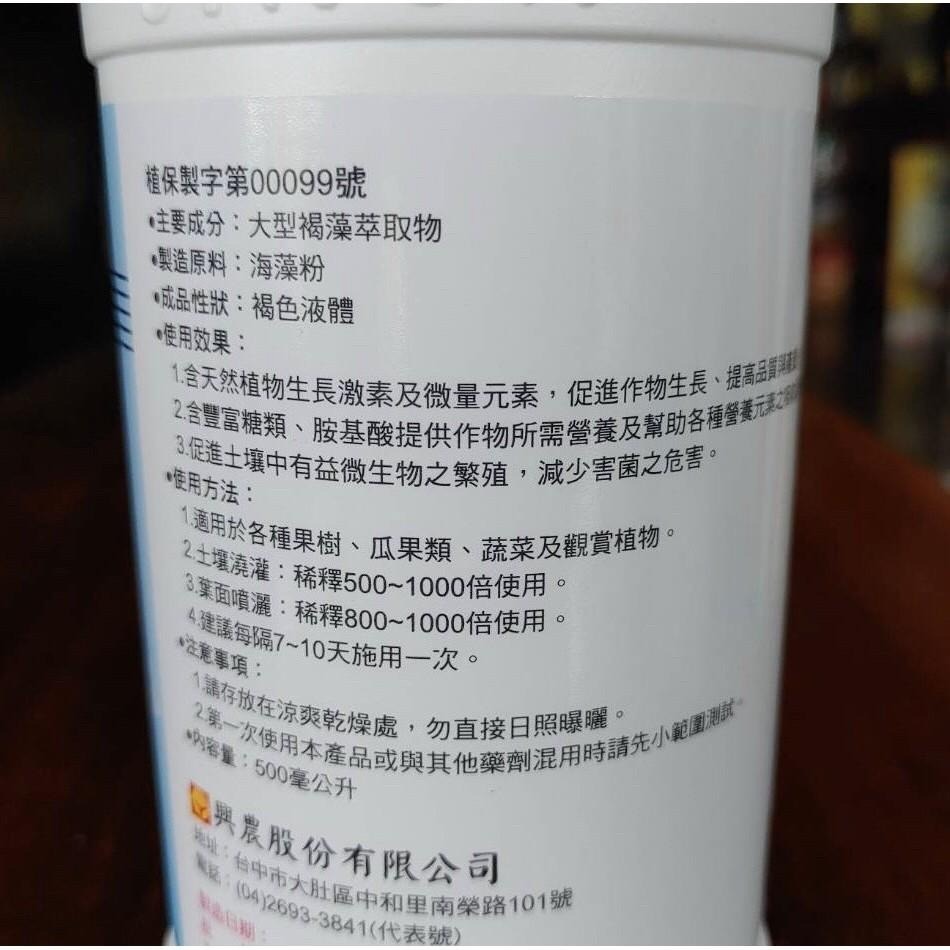 植保製字第00099號
•主要成分：大型褐藻萃取物
•製造原料：海藻粉
•成品性狀：褐色液體
•使用效果：
1.含天然植物生長激素及微量元素，促進作物生長、提高品質與產量
2.含豐富糖類、胺基酸提供作物所需營養及幫助各種營養元素之
3.促進土壤中有益微生物之繁殖，減少害菌之危害。
•使用方法：
1.適用於各種果樹、瓜果類、蔬菜及觀賞植物。
2.土壤澆灌：稀釋500~1000倍使用。
3.葉面噴灑：稀釋800~1000倍使用。
4.建議每隔7~10天施用一次。
•注意事項：
1.請存放在涼爽乾燥處，勿直接日照曝曬。
2.第一次使用本產品或與其他藥劑混用時請先小範圍測試。
•內容量：500毫公升
興農股份有限公司
地址：台中市大肚區中和里南榮路101號
電話：(04)2693-3841(代表號)
製造日期：